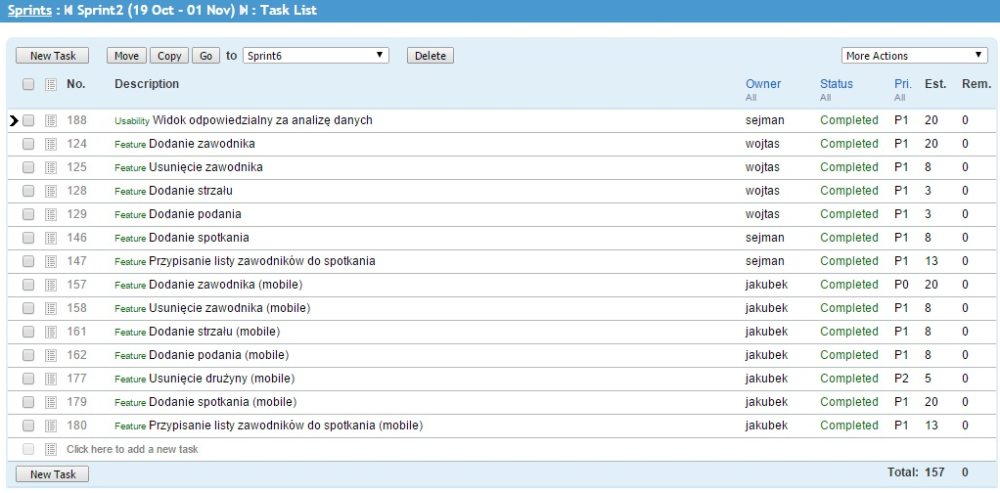 Sprints : Sprint2 (19 Oct - 01 Nov) : Task List
New Task Move Copy Go to Sprint6 Delete More Actions
No. Description Owner Status Pri. Est. Rem.
All All All
188 Usability Widok odpowiedzialny za analizę danych sejman Completed P1 20 0
124 Feature Dodanie zawodnika wojtas Completed P1 20 0
125 Feature Usunięcie zawodnika wojtas Completed P1 8 0
128 Feature Dodanie strzału wojtas Completed P1 3 0
129 Feature Dodanie podania wojtas Completed P1 3 0
146 Feature Dodanie spotkania sejman Completed P1 8 0
147 Feature Przypisanie listy zawodników do spotkania sejman Completed P1 13 0
157 Feature Dodanie zawodnika (mobile) jakubek Completed P0 20 0
158 Feature Usunięcie zawodnika (mobile) jakubek Completed P1 8 0
161 Feature Dodanie strzału (mobile) jakubek Completed P1 8 0
162 Feature Dodanie podania (mobile) jakubek Completed P1 8 0
177 Feature Usunięcie drużyny (mobile) jakubek Completed P2 5 0
179 Feature Dodanie spotkania (mobile) jakubek Completed P1 20 0
180 Feature Przypisanie listy zawodników do spotkania (mobile) jakubek Completed P1 13 0
Click here to add a new task
New Task Total: 157 0